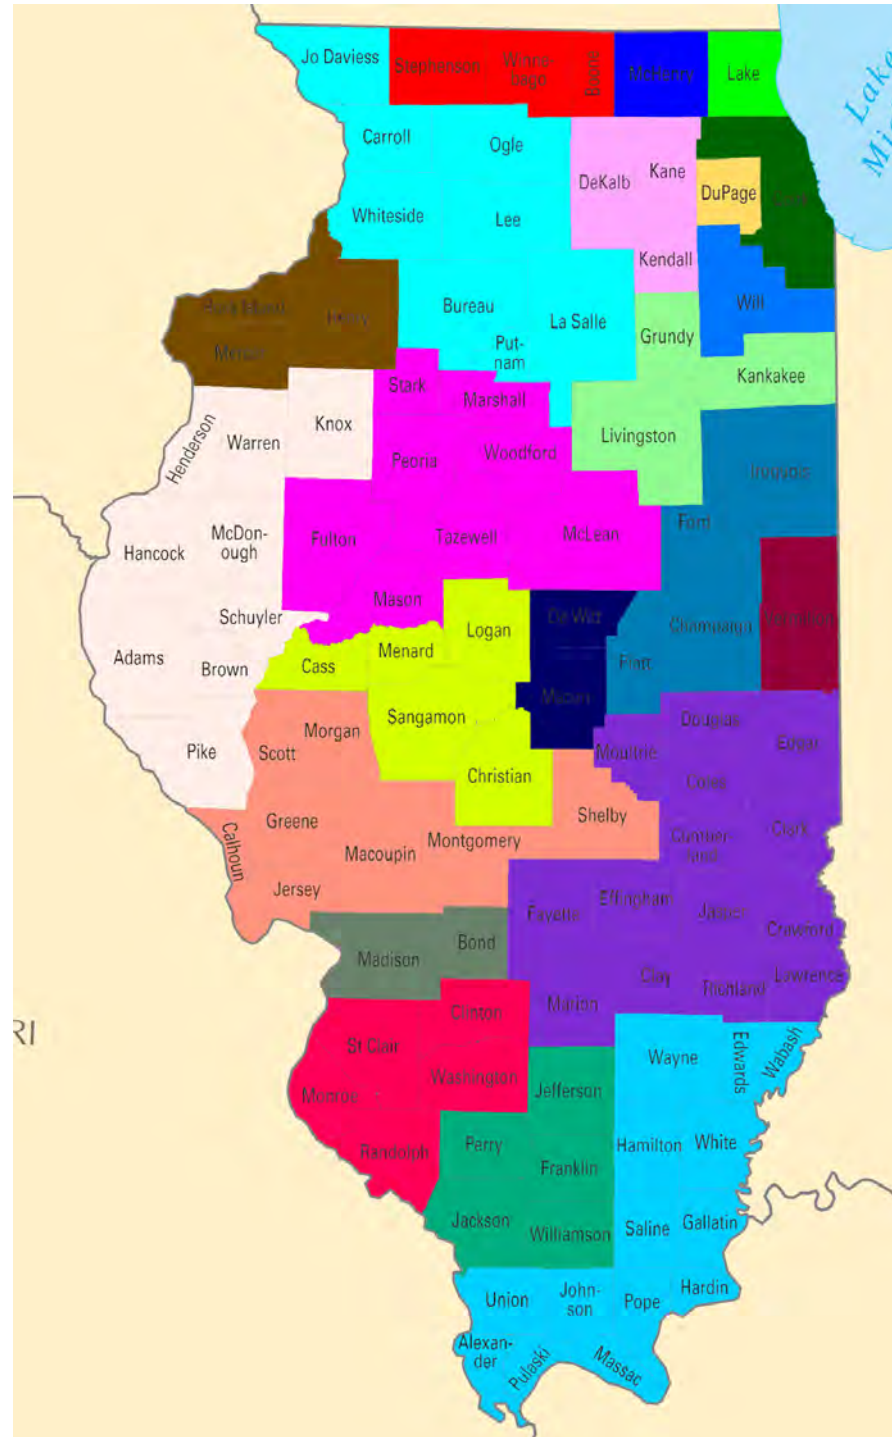 Jo Daviess
Stephenson
Winne-
bago
Boone
McHenry
Lake
Lake
Mi
Carroll
Ogle
DeKalb
Kane
DuPage
Cook
Whiteside
Lee
Kendall
Rock Island
Henry
Mercer
Bureau
La Salle
Put-
nam
Grundy
Will
Kankakee
Stark
Marshall
Knox
Warren
Henderson
Peoria
Woodford
Livingston
Iroquois
Ford
Hancock
McDon-
ough
Fulton
Tazewell
McLean
Schuyler
Mason
Logan
De Witt
Champaign
Vermilion
Adams
Brown
Cass
Menard
Piatt
Macon
Sangamon
Morgan
Scott
Pike
Christian
Moultrie
Douglas
Edgar
Coles
Shelby
Calhoun
Greene
Macoupin
Montgomery
Cumber-
land
Clark
Jersey
Fayette
Effingham
Jasper
Crawford
Madison
Bond
Clay
Richland
Lawrence
Marion
Clinton
RI
St Clair
Washington
Monroe
Randolph
Jefferson
Wayne
Edwards
Wabash
Perry
Franklin
Hamilton
White
Jackson
Williamson
Saline
Gallatin
Union
John-
son
Pope
Hardin
Alexan-
der
Pulaski
Massac